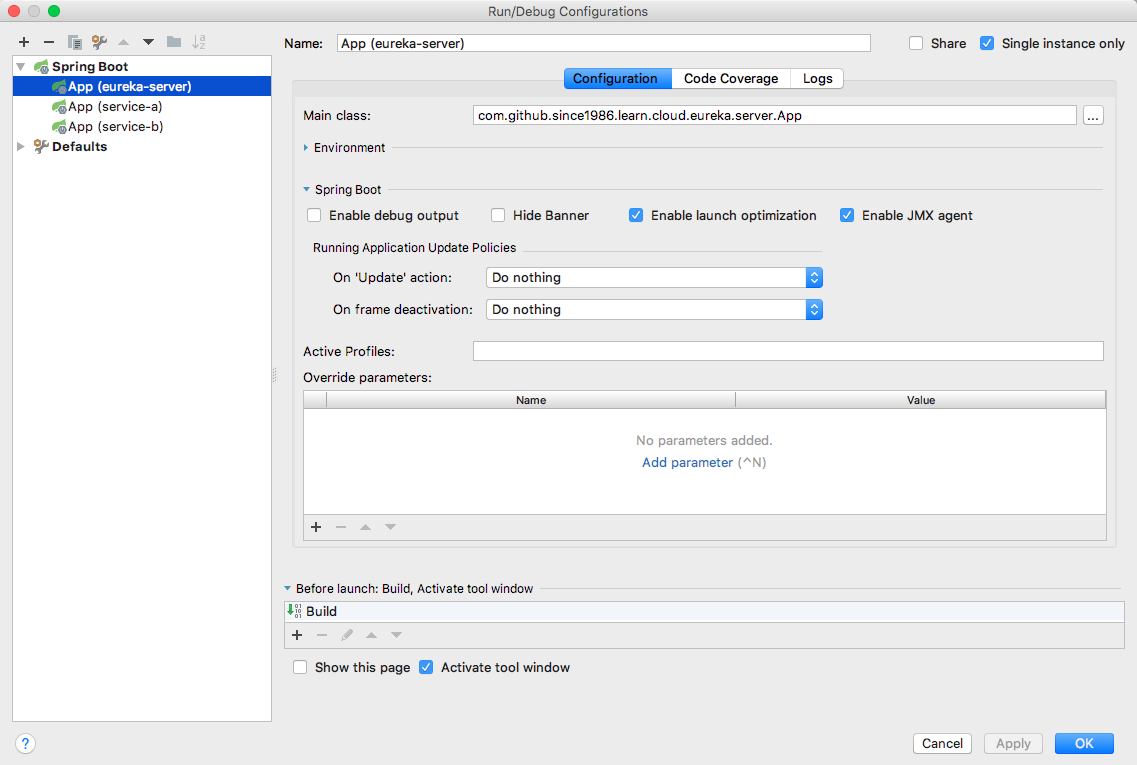 Run/Debug Configurations
Spring Boot
App (eureka-server)
App (service-a)
App (service-b)
Defaults
Name: App (eureka-server) Share Single instance only
Configuration Code Coverage Logs
Main class: com.github.since1986.learn.cloud.eureka.server.App ...
Environment
Spring Boot
Enable debug output Hide Banner Enable launch optimization Enable JMX agent
Running Application Update Policies
On 'Update' action: Do nothing
On frame deactivation: Do nothing
Active Profiles:
Override parameters:
Name Value
No parameters added.
Add parameter (^N)
Before launch: Build, Activate tool window
Build
Show this page Activate tool window
? Cancel Apply OK